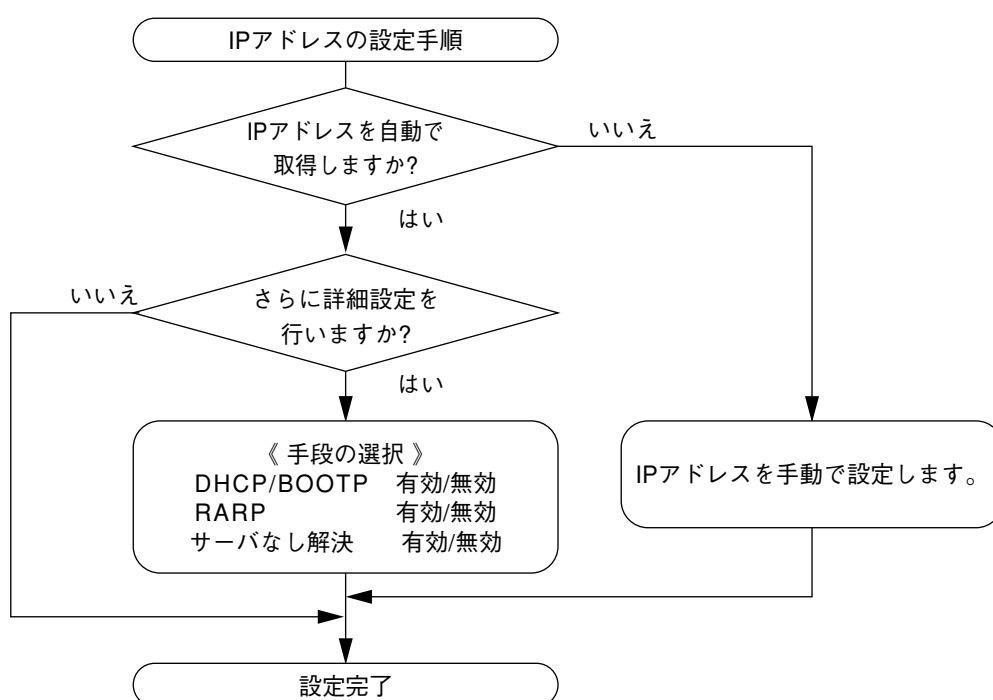 IPアドレスの設定手順
IPアドレスを自動で
取得しますか?
いいえ
はい
いいえ
さらに詳細設定を
行いますか?
はい
《 手段の選択 》
DHCP/BOOTP 有効/無効
RARP 有効/無効
サーバなし解決 有効/無効
IPアドレスを手動で設定します。
設定完了